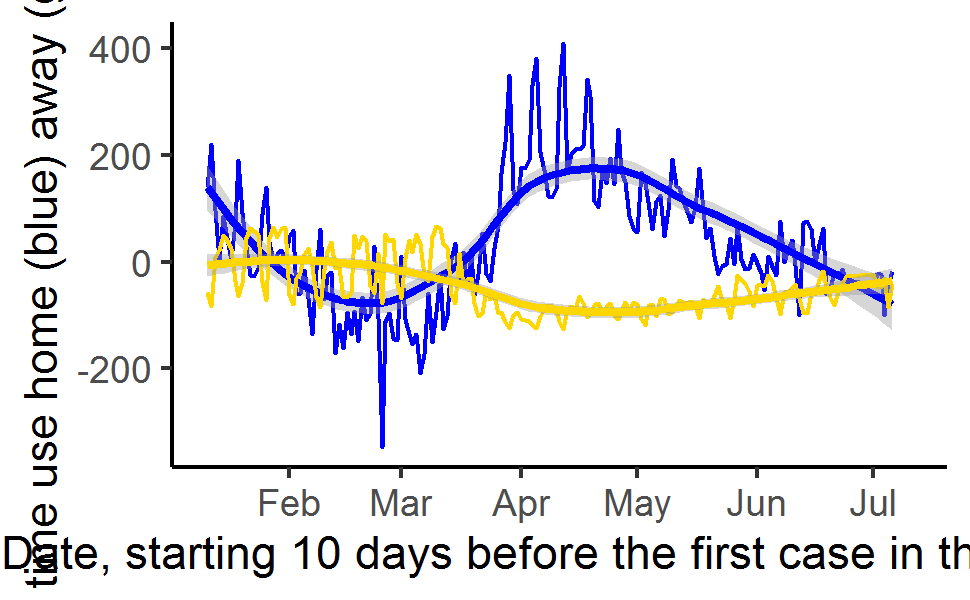 time use home (blue) away (
400
200
0
-200
Feb Mar Apr May Jun Jul
Date, starting 10 days before the first case in th